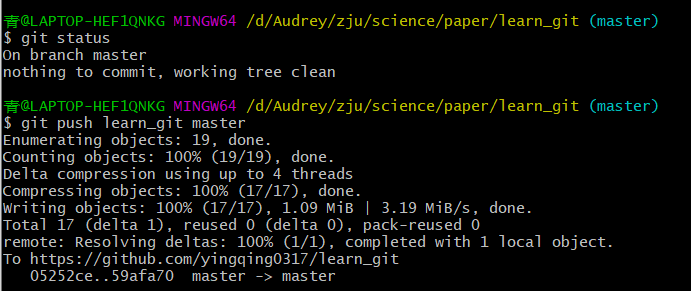 青@LAPTOP-HEF1QNKG MINGW64 /d/Audrey/zju/science/paper/learn_git (master)
$ git status
On branch master
nothing to commit, working tree clean
青@LAPTOP-HEF1QNKG MINGW64 /d/Audrey/zju/science/paper/learn_git (master)
$ git push learn_git master
Enumerating objects: 19, done.
Counting objects: 100% (19/19), done.
Delta compression using up to 4 threads
Compressing objects: 100% (17/17), done.
Writing objects: 100% (17/17), 1.09 MiB | 3.19 MiB/s, done.
Total 17 (delta 1), reused 0 (delta 0), pack-reused 0
remote: Resolving deltas: 100% (1/1), completed with 1 local object.
To https://github.com/yingqing0317/learn_git
   05252ce..59afa70  master -> master